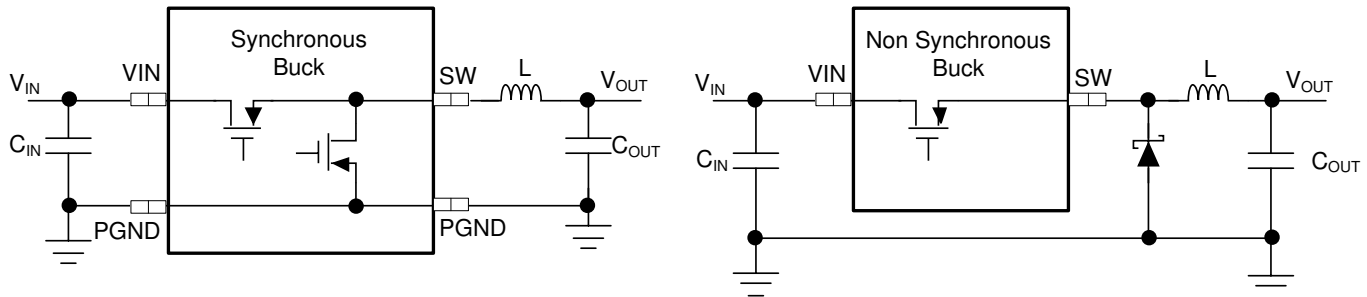 Synchronous
Buck
V_IN
VIN
SW
L
V_OUT
C_IN
C_OUT
PGND
PGND
Non Synchronous
Buck
V_IN
VIN
SW
L
V_OUT
C_IN
C_OUT